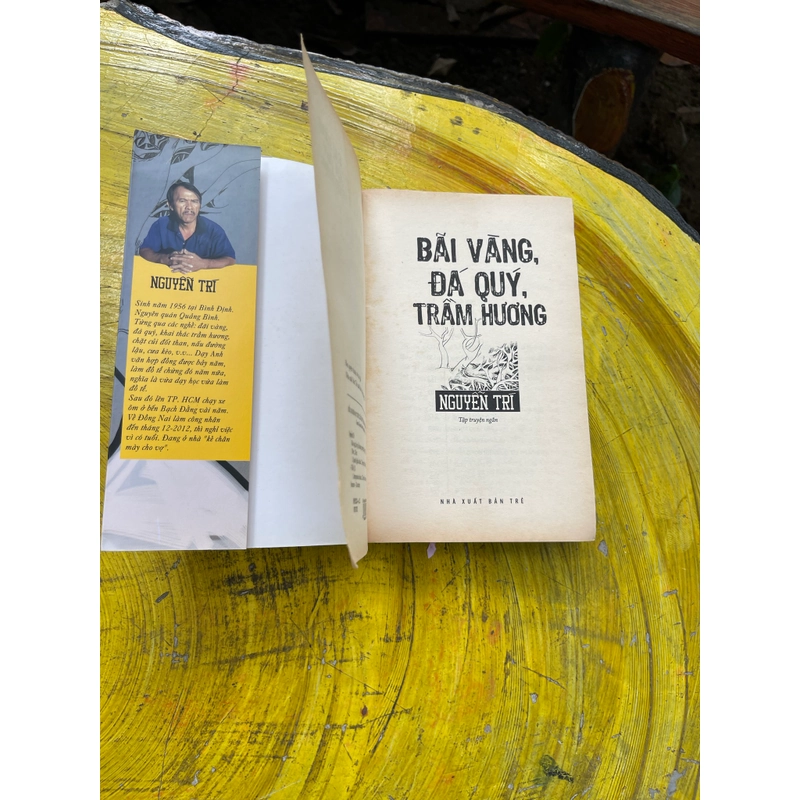 NGUYỄN TRÍ
Sinh năm 1956 tại Bình Định.
Nguyên quán Quảng Bình.
Từng qua các nghề: đãi vàng,
đá quý, khai thác trầm hương,
chặt củi đốt than, nấu đường
lậu, cưa kéo, v.v... Dạy Anh
văn hợp đồng được bảy năm,
làm đồ tể chừng đó năm nữa,
nghĩa là vừa dạy học vừa làm
đồ tể.
Sau đó lên TP. HCM chạy xe
ôm ở bến Bạch Đằng vài năm.
Về Đồng Nai làm công nhân
đến tháng 12-2012, thì nghỉ việc
vì có tuổi. Đang ở nhà "kẻ chân
mày cho vợ".
BÃI VÀNG,
ĐÁ QUÝ,
TRẦM HƯƠNG
NGUYỄN TRÍ
Tập truyện ngắn
NHÀ XUẤT BẢN TRẺ